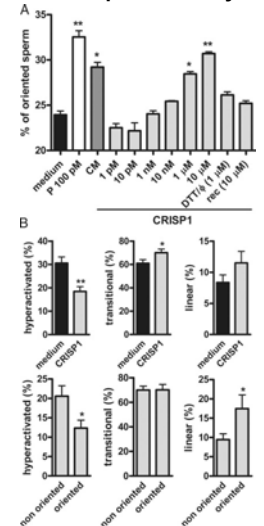 A
% of oriented sperm
35
30
25
20
**
*
*
**
medium
P 100 pM
CM
1 pM
10 pM
1 nM
10 nM
1 μM
10 μM
DTT/ϕ (1 μM)
rec (10 μM)
CRISP1
B
hyperactivated (%)
40
30
20
10
0
**
medium
CRISP1
transitional (%)
80
60
40
20
0
*
medium
CRISP1
linear (%)
15
10
5
0
medium
CRISP1
hyperactivated (%)
25
20
15
10
5
0
*
non oriented
oriented
transitional (%)
80
60
40
20
0
non oriented
oriented
linear (%)
25
20
15
10
5
0
*
non oriented
oriented